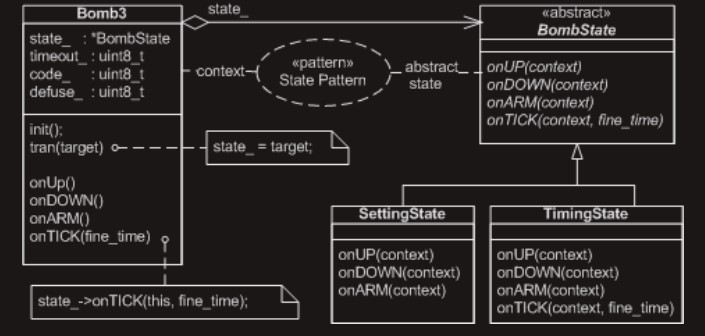 Bomb3
state_ : *BombState
timeout_ : uint8_t
code_ : uint8_t
defuse_ : uint8_t
init();
tran(target)
onUp()
onDOWN()
onARM()
onTICK(fine_time)
state_
context
«pattern»
State Pattern
abstract_
state
state_ = target;
state_->onTICK(this, fine_time);
«abstract»
BombState
onUP(context)
onDOWN(context)
onARM(context)
onTICK(context, fine_time)
SettingState
onUP(context)
onDOWN(context)
onARM(context)
TimingState
onUP(context)
onDOWN(context)
onARM(context)
onTICK(context, fine_time)